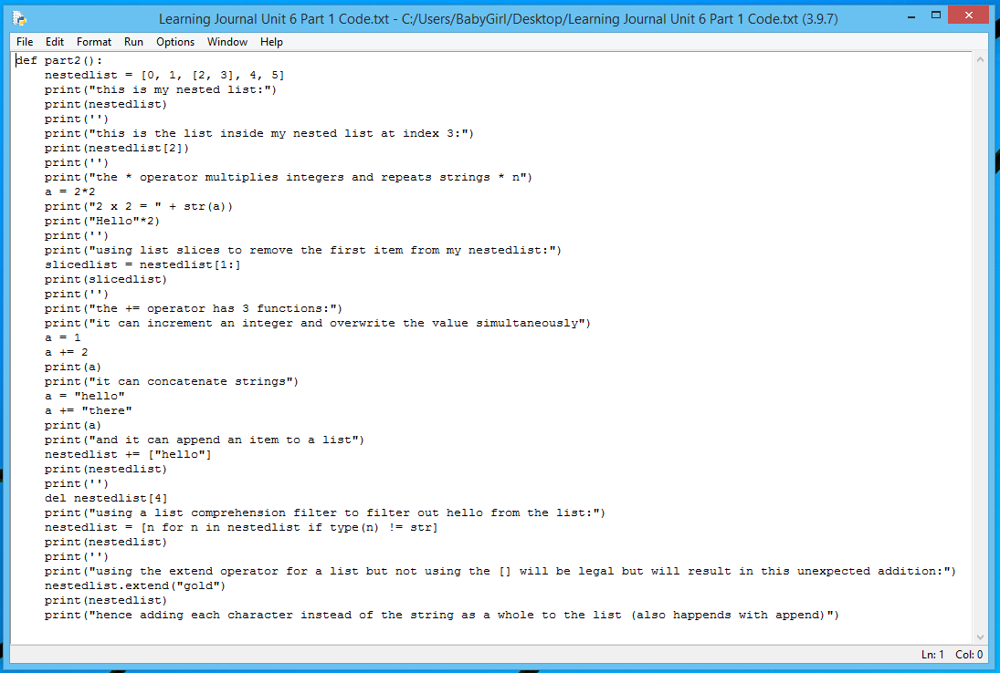 Learning Journal Unit 6 Part 1 Code.txt - C:/Users/BabyGirl/Desktop/Learning Journal Unit 6 Part 1 Code.txt (3.9.7)
File Edit Format Run Options Window Help
def part2():
    nestedlist = [0, 1, [2, 3], 4, 5]
    print("this is my nested list:")
    print(nestedlist)
    print('')
    print("this is the list inside my nested list at index 3:")
    print(nestedlist[2])
    print('')
    print("the * operator multiplies integers and repeats strings * n")
    a = 2*2
    print("2 x 2 = " + str(a))
    print("Hello"*2)
    print('')
    print("using list slices to remove the first item from my nestedlist:")
    slicedlist = nestedlist[1:]
    print(slicedlist)
    print('')
    print("the += operator has 3 functions:")
    print("it can increment an integer and overwrite the value simultaneously")
    a = 1
    a += 2
    print(a)
    print("it can concatenate strings")
    a = "hello"
    a += "there"
    print(a)
    print("and it can append an item to a list")
    nestedlist += ["hello"]
    print(nestedlist)
    print('')
    del nestedlist[4]
    print("using a list comprehension filter to filter out hello from the list:")
    nestedlist = [n for n in nestedlist if type(n) != str]
    print(nestedlist)
    print('')
    print("using the extend operator for a list but not using the [] will be legal but will result in this unexpected addition:")
    nestedlist.extend("gold")
    print(nestedlist)
    print("hence adding each character instead of the string as a whole to the list (also happends with append)")
Ln: 1 Col: 0